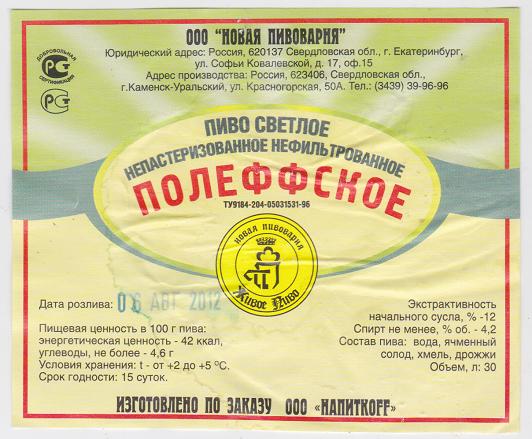 ООО "НОВАЯ ПИВОВАРНЯ"
Юридический адрес: Россия, 620137 Свердловская обл., г. Екатеринбург,
ул. Софьи Ковалевской, д. 17, оф.15
Адрес производства: Россия, 623406, Свердловская обл.,
г.Каменск-Уральский, ул. Красногорская, 50А. Тел.: (3439) 39-96-96
ДОБРОВОЛЬНАЯ
СЕРТИФИКАЦИЯ
ПИВО СВЕТЛОЕ
НЕПАСТЕРИЗОВАННОЕ НЕФИЛЬТРОВАННОЕ
ПОЛЕФФСКОЕ
ТУ9184-204-05031531-96
НОВАЯ ПИВОВАРНЯ
Живое Пиво
Дата розлива: 06 АВГ 2012
Пищевая ценность в 100 г пива:
энергетическая ценность - 42 ккал,
углеводы, не более - 4,6 г
Условия хранения: t - от +2 до +5 °С.
Срок годности: 15 суток.
Экстрактивность
начального сусла, % -12
Спирт не менее, % об. - 4,2
Состав пива: вода, ячменный
солод, хмель, дрожжи
Объем, л: 30
ИЗГОТОВЛЕНО ПО ЗАКАЗУ ООО "НАПИТКOFF"